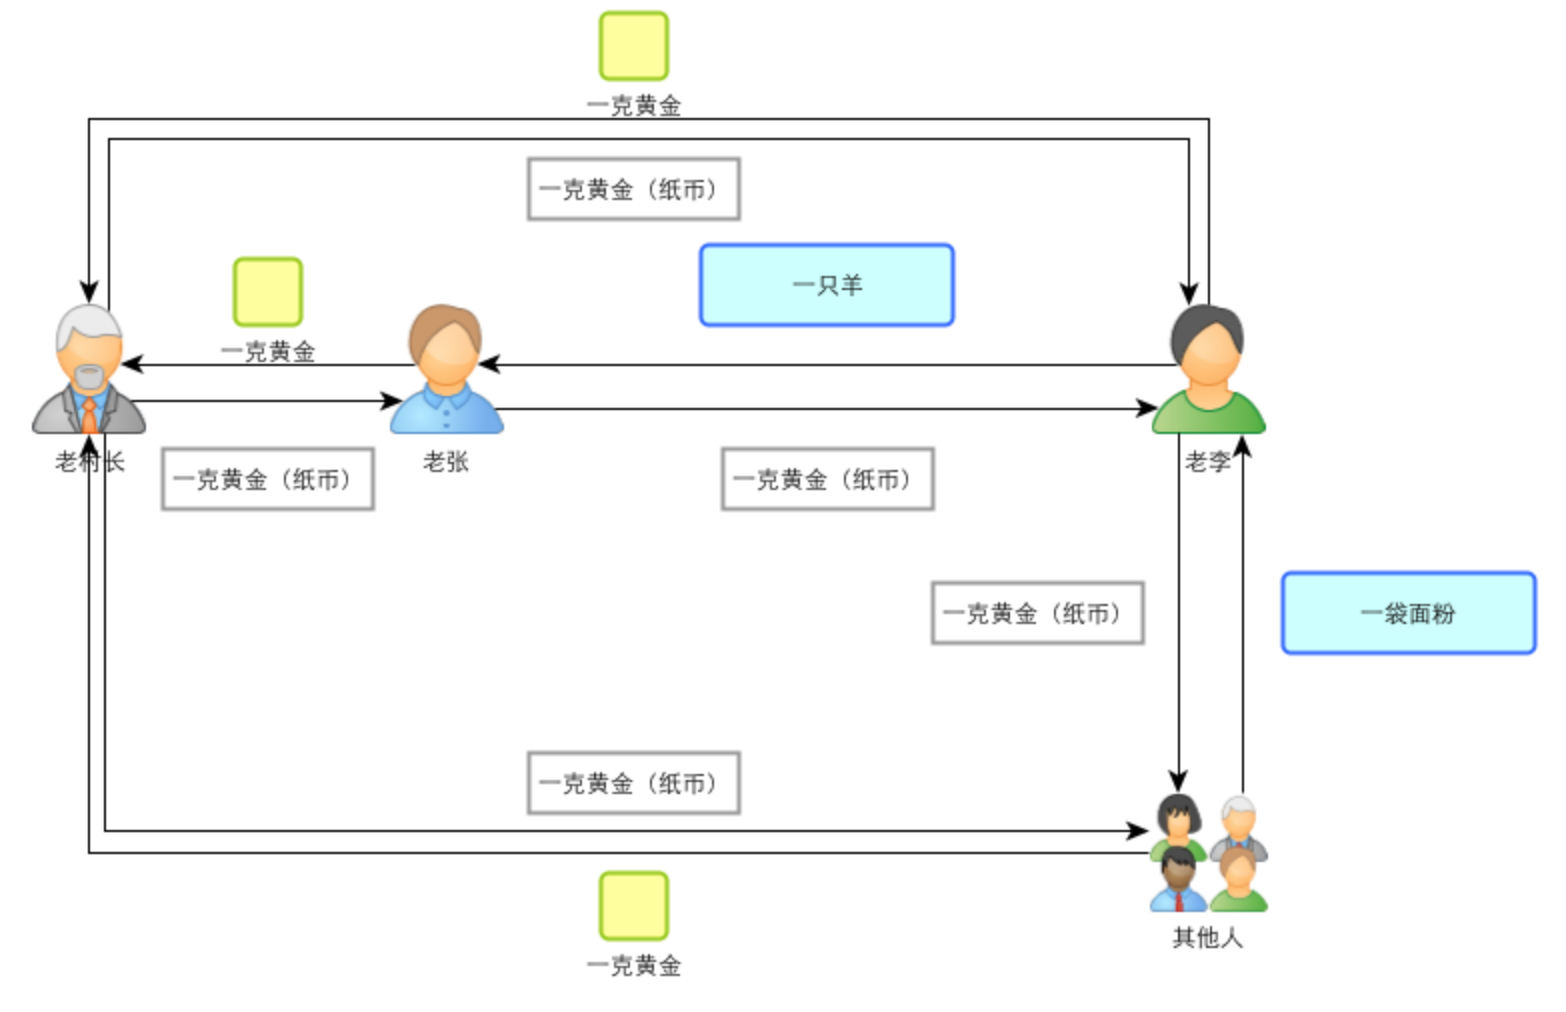 一克黄金
一克黄金（纸币）
一只羊
一克黄金
老村长
一克黄金（纸币）
老张
一克黄金（纸币）
老李
一克黄金（纸币）
一袋面粉
一克黄金（纸币）
一克黄金
其他人